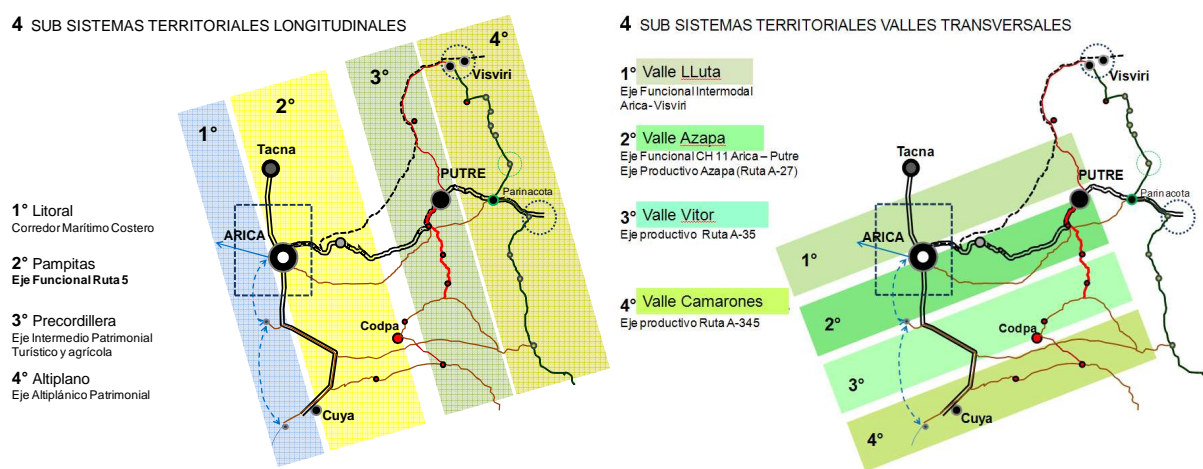 4 SUB SISTEMAS TERRITORIALES LONGITUDINALES
1° Litoral
Corredor Marítimo Costero
2° Pampitas
Eje Funcional Ruta 5
3° Precordillera
Eje Intermedio Patrimonial
Turístico y agrícola
4° Altiplano
Eje Altiplánico Patrimonial
1°
2°
3°
4°
Visviri
Tacna
PUTRE
Parinacota
ARICA
Codpa
Cuya
4 SUB SISTEMAS TERRITORIALES VALLES TRANSVERSALES
1° Valle LLuta
Eje Funcional Intermodal
Arica-Visviri
2° Valle Azapa
Eje Funcional CH 11 Arica – Putre
Eje Productivo Azapa (Ruta A-27)
3° Valle Vitor
Eje productivo Ruta A-35
4° Valle Camarones
Eje productivo Ruta A-345
Visviri
Tacna
PUTRE
Parinacota
ARICA
1°
2°
Codpa
3°
Cuya
4°